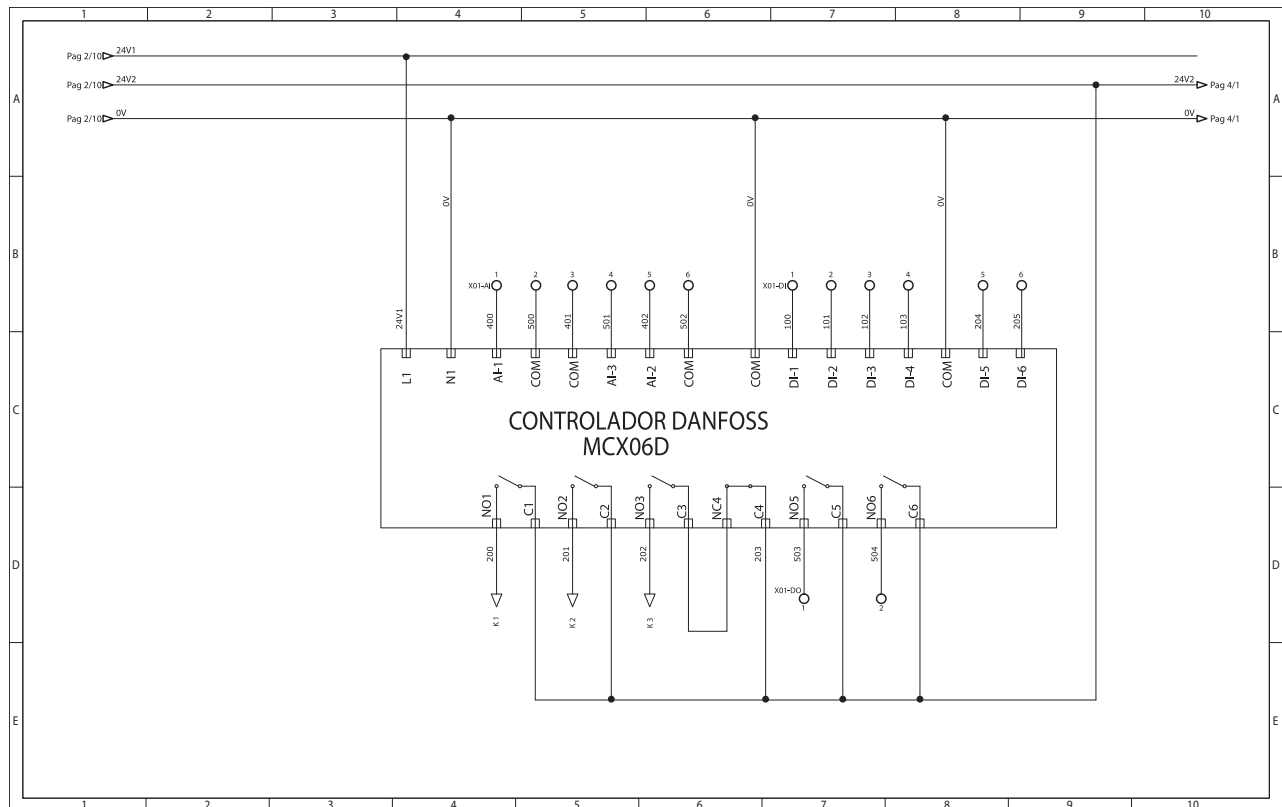 1 2 3 4 5 6 7 8 9 10
Pag 2/10 24V1
Pag 2/10 24V2
24V2 Pag 4/1
A A
Pag 2/10 0V
0V Pag 4/1
0V 0V 0V
B B
1 2 3 4 5 6 1 2 3 4 5 6
X01-AI X01-DI
24V1 400 500 401 501 402 502 100 101 102 103 204 205
L1 N1 AI-1 COM COM AI-3 AI-2 COM COM DI-1 DI-2 DI-3 DI-4 COM DI-5 DI-6
C C
CONTROLADOR DANFOSS
MCX06D
NO1 C1 NO2 C2 NO3 C3 NC4 C4 NO5 C5 NO6 C6
200 201 202 203 503 504
D D
X01-DO
1 2
K 1 K 2 K 3
E E
1 2 3 4 5 6 7 8 9 10